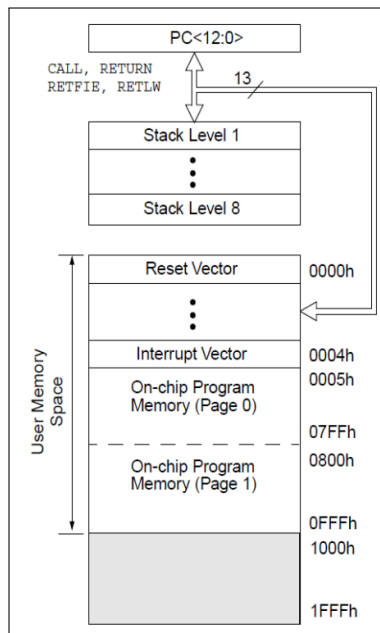 PC<12:0>
CALL, RETURN
RETFIE, RETLW
13
Stack Level 1
Stack Level 8
User Memory
Space
Reset Vector
0000h
Interrupt Vector
0004h
0005h
On-chip Program
Memory (Page 0)
07FFh
0800h
On-chip Program
Memory (Page 1)
0FFFh
1000h
1FFFh